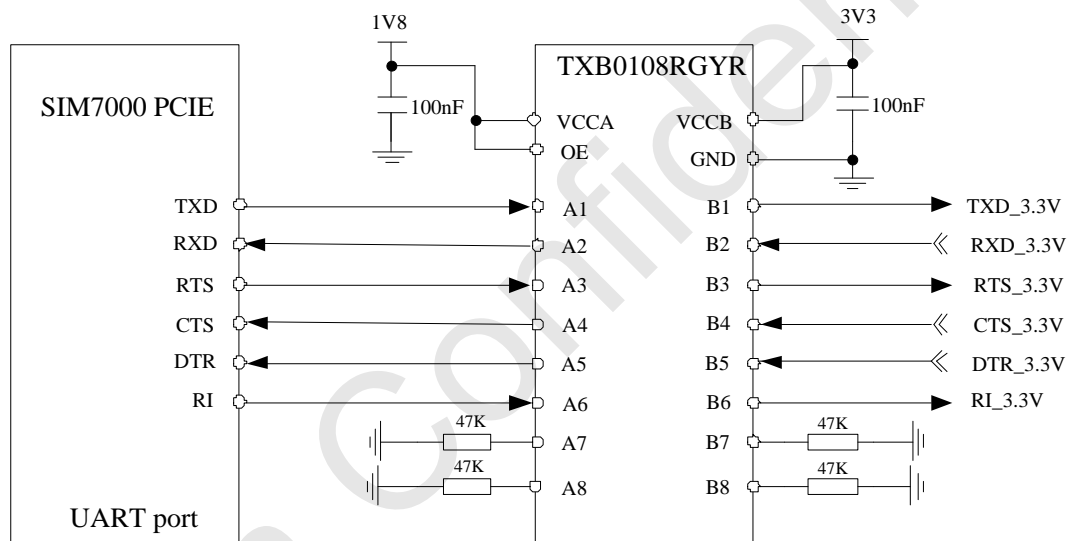 1V8
3V3
SIM7000 PCIE
TXB0108RGYR
100nF
100nF
VCCA
VCCB
OE
GND
TXD
A1
B1
TXD_3.3V
RXD
A2
B2
RXD_3.3V
RTS
A3
B3
RTS_3.3V
CTS
A4
B4
CTS_3.3V
DTR
A5
B5
DTR_3.3V
RI
A6
B6
RI_3.3V
47K
A7
B7
47K
47K
A8
B8
47K
UART port